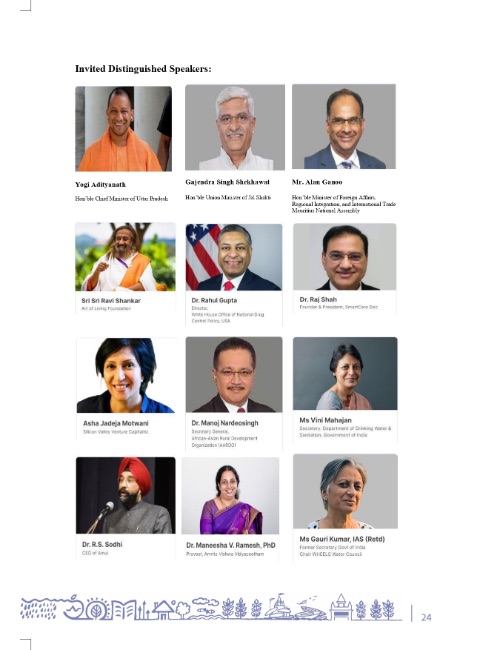 Invited Distinguished Speakers:
Yogi Adityanath
Hon'ble Chief Minister of Uttar Pradesh
Gajendra Singh Shekhawat
Hon'ble Union Minister of Jal Shakti
Mr. Alan Ganoo
Hon'ble Minister of Foreign Affairs,
Regional Integration, and International Trade
Mauritius National Assembly
Sri Sri Ravi Shankar
Art of Living Foundation
Dr. Rahul Gupta
Director,
White House Office of National Drug
Control Policy, USA
Dr. Raj Shah
Founder & President, SmartCare Doc
Asha Jadeja Motwani
Silicon Valley Venture Capitalist
Dr. Manoj Nardeosingh
Secretary General,
African-Asian Rural Development
Organization (AARDO)
Ms Vini Mahajan
Secretary, Department of Drinking Water &
Sanitation, Government of India
Dr. R.S. Sodhi
CEO of Amul
Dr. Maneesha V. Ramesh, PhD
Provost, Amrita Vishwa Vidyapeetham
Ms Gauri Kumar, IAS (Retd)
Former Secretary Govt of India
Chair WHEELS Water Council
24